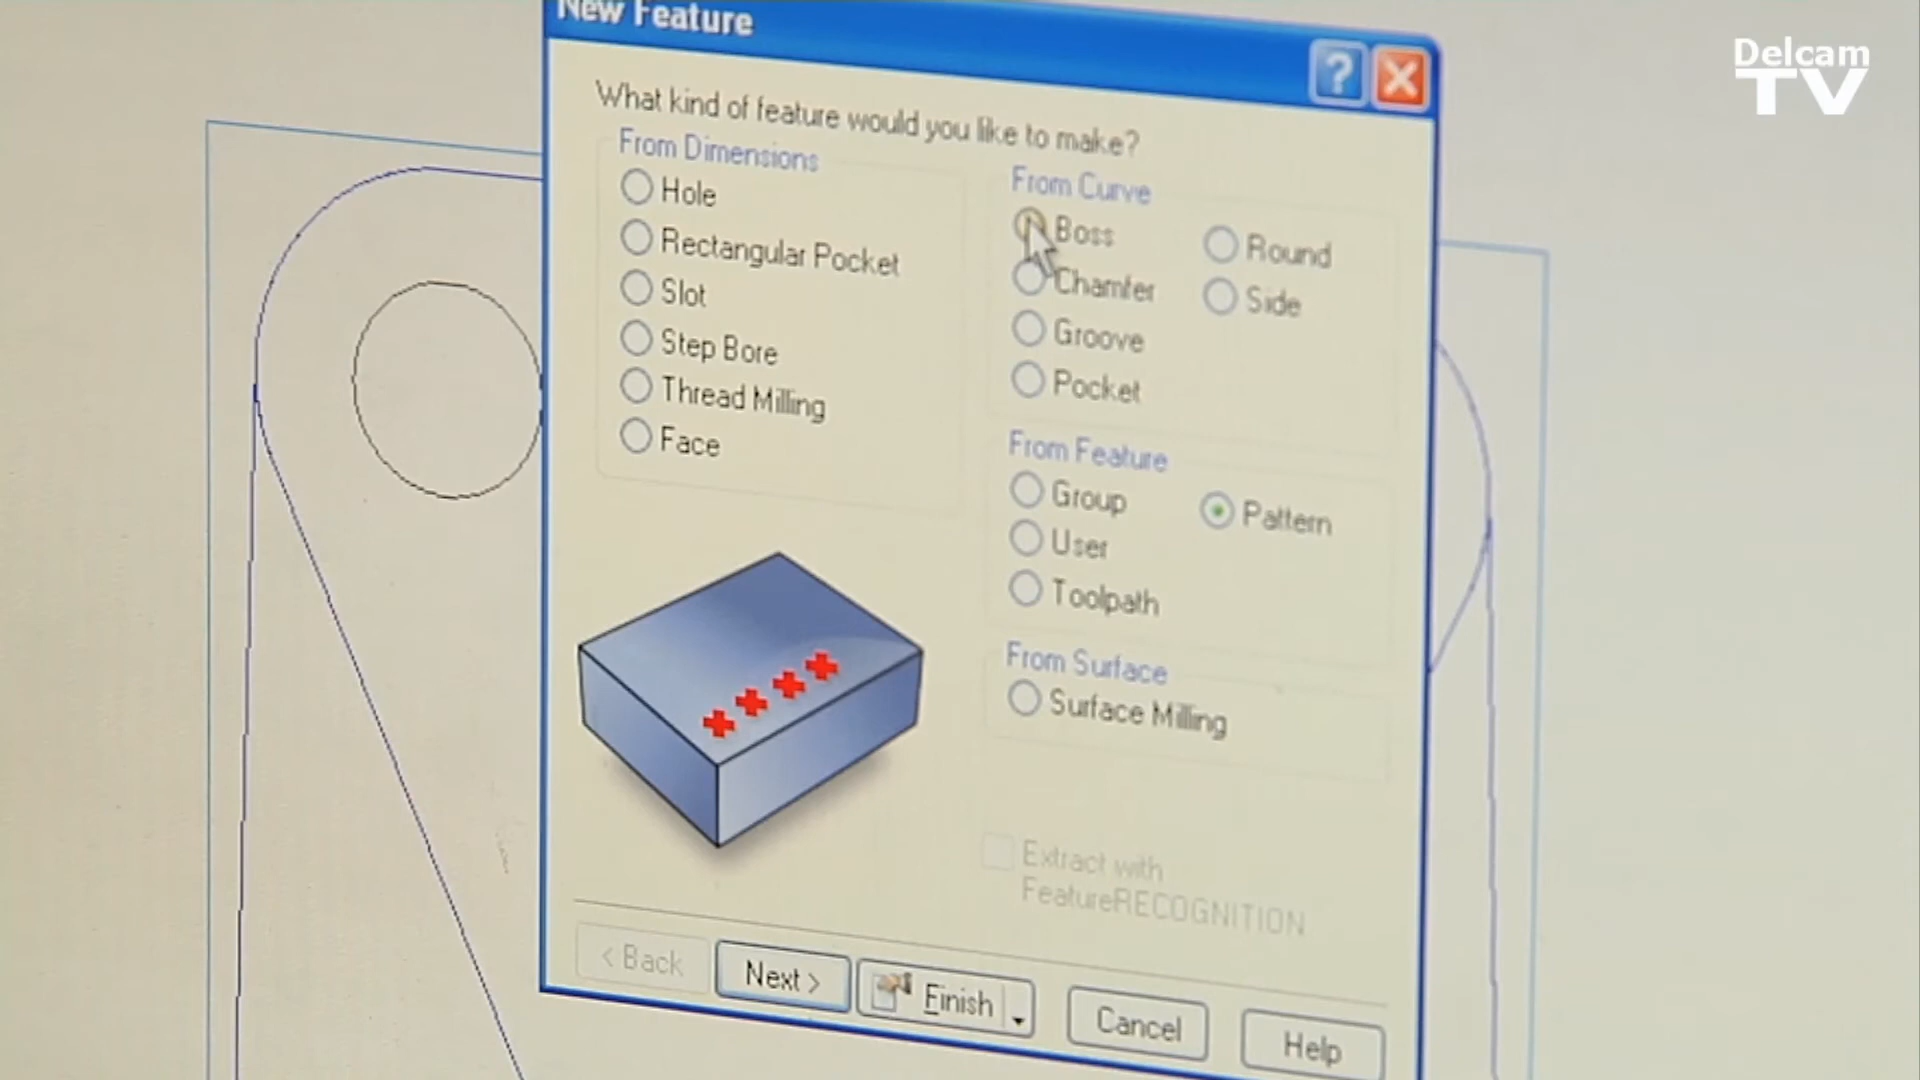 New Feature
Delcam
TV
What kind of feature would you like to make?
From Dimensions
Hole
Rectangular Pocket
Slot
Step Bore
Thread Milling
Face
From Curve
Boss
Round
Chamfer
Side
Groove
Pocket
From Feature
Group
Pattern
User
Toolpath
From Surface
Surface Milling
Extract with
FeatureRECOGNITION
< Back
Next >
Finish
Cancel
Help